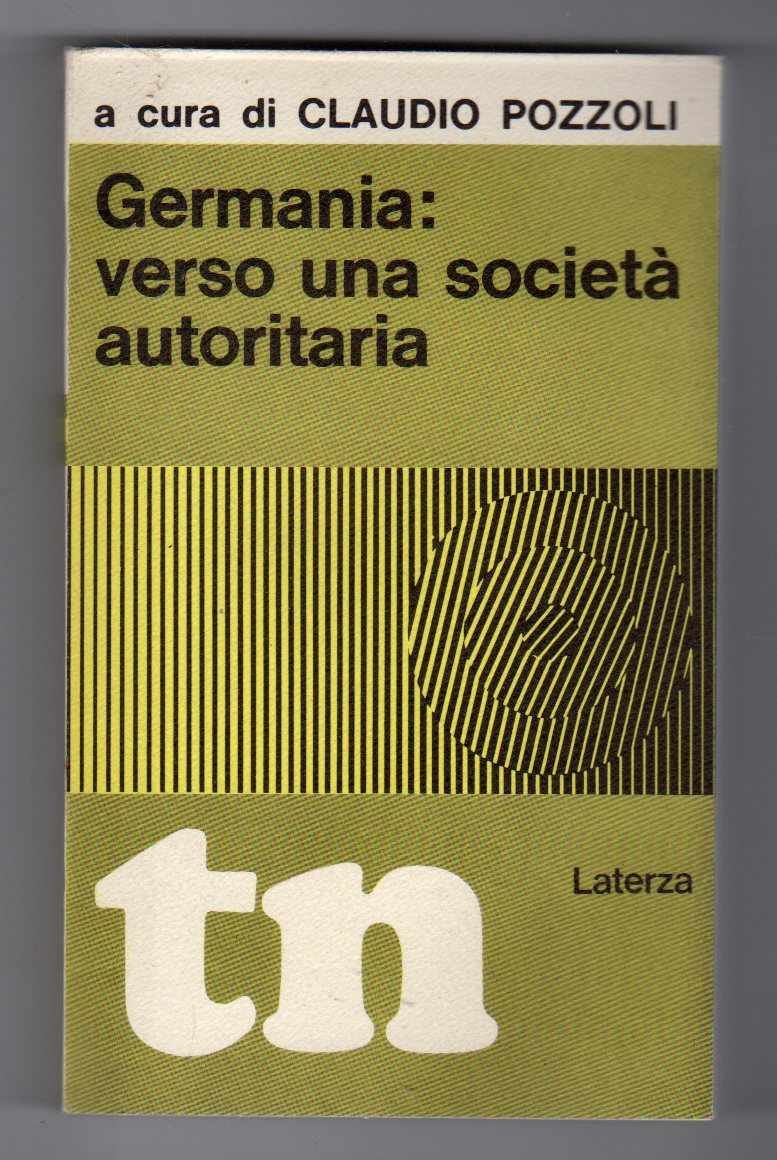 a cura di CLAUDIO POZZOLI
Germania:
verso una società
autoritaria
Laterza
tn